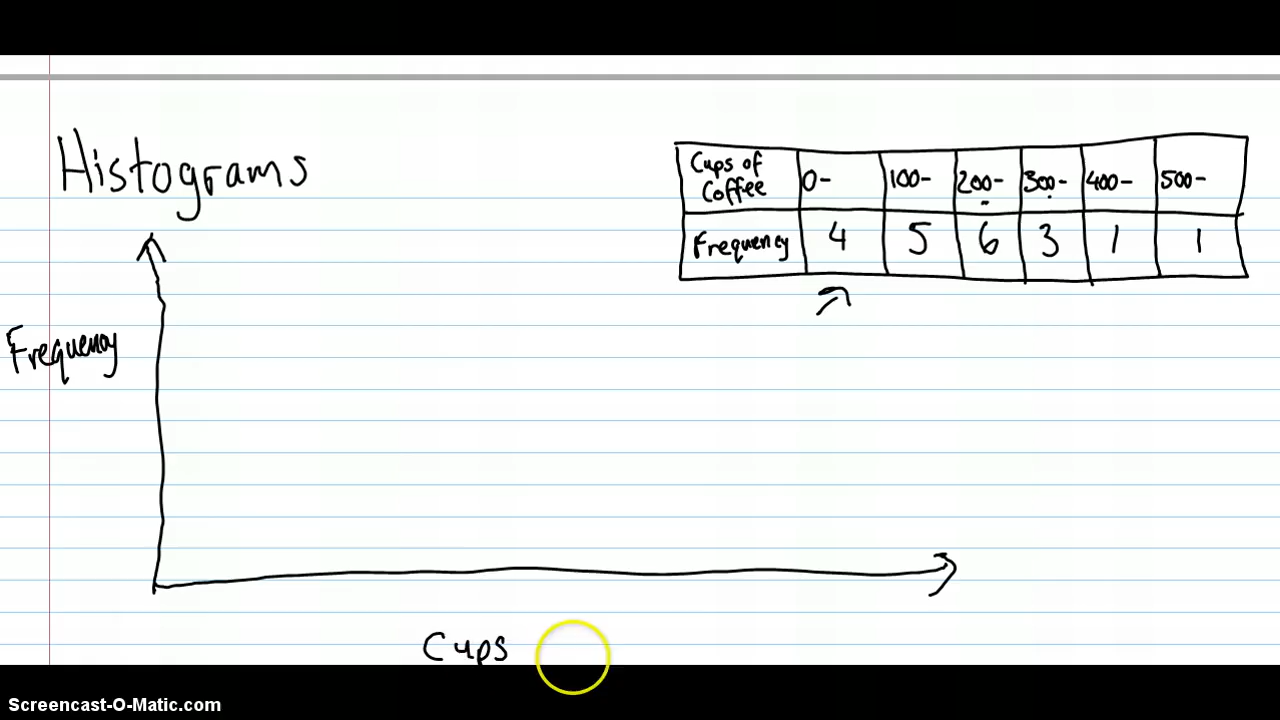 Histograms
Cups of Coffee 0- 100- 200- 300- 400- 500-
Frequency 4 5 6 3 1 1
Frequency
Cups
Screencast-O-Matic.com